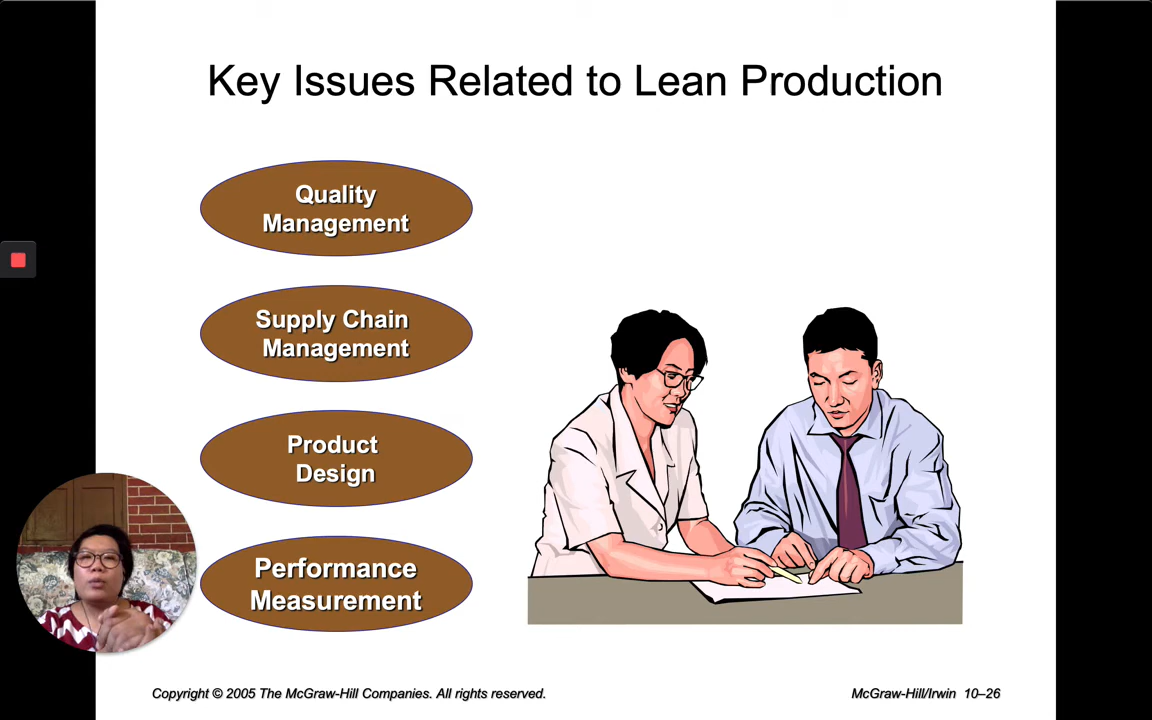 Key Issues Related to Lean Production
Quality
Management
Supply Chain
Management
Product
Design
Performance
Measurement
Copyright © 2005 The McGraw-Hill Companies. All rights reserved.
McGraw-Hill/Irwin 10–26